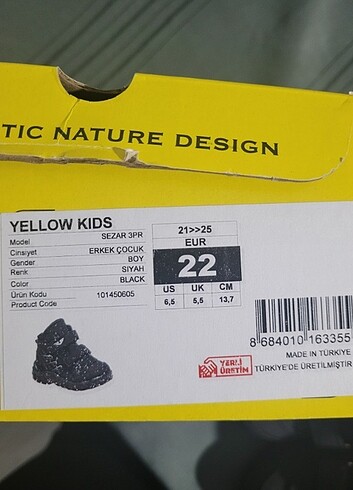 TIC NATURE DESIGN
YELLOW KIDS
Model SEZAR 3PR
Cinsiyet ERKEK ÇOCUK
Gender BOY
Renk SIYAH
Color BLACK
Ürün Kodu 101450605
Product Code
21>>25
EUR
22
US UK CM
6,5 5,5 13,7
8 684010 163355
YERLİ
ÜRETİM
MADE IN TÜRKİYE
TÜRKİYE'DE ÜRETİLMİŞTİR